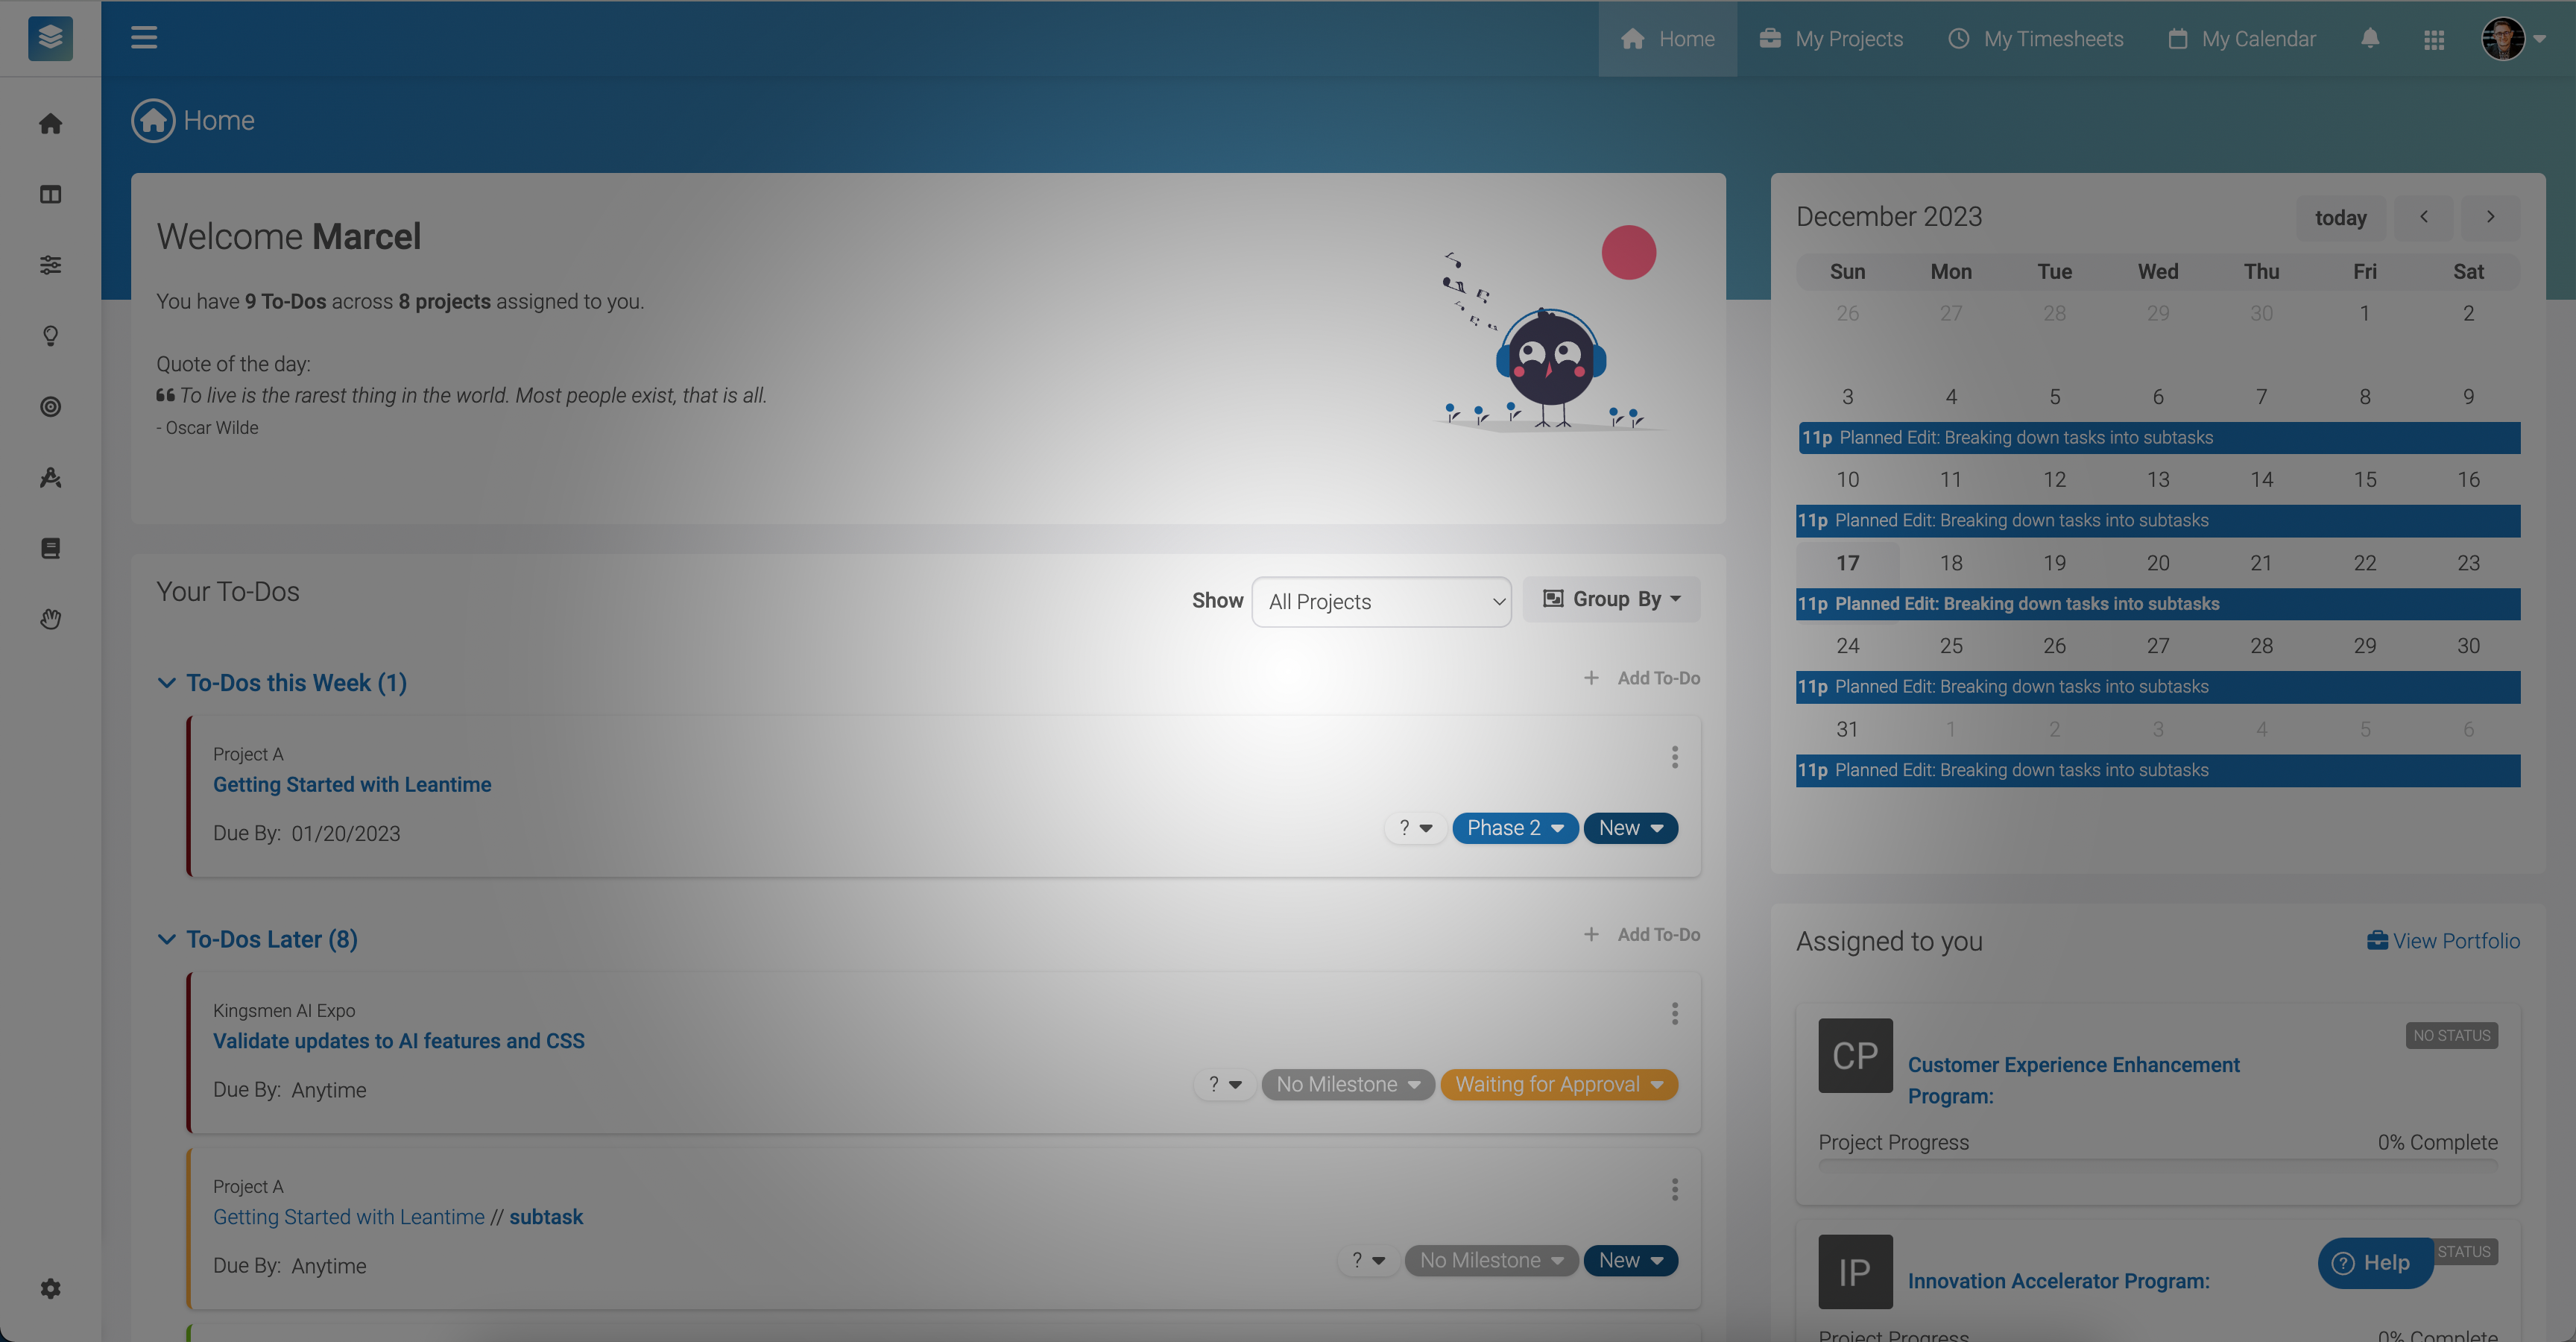 Home
My Projects
My Timesheets
My Calendar
Home
Welcome Marcel
You have 9 To-Dos across 8 projects assigned to you.
Quote of the day:
❝ To live is the rarest thing in the world. Most people exist, that is all.
- Oscar Wilde
Your To-Dos
Show All Projects Group By
To-Dos this Week (1)
+ Add To-Do
Project A
Getting Started with Leantime
Due By: 01/20/2023
? Phase 2 New
To-Dos Later (8)
+ Add To-Do
Kingsmen AI Expo
Validate updates to AI features and CSS
Due By: Anytime
? No Milestone Waiting for Approval
Project A
Getting Started with Leantime // subtask
Due By: Anytime
? No Milestone New
December 2023
today < >
Sun Mon Tue Wed Thu Fri Sat
26 27 28 29 30 1 2
3 4 5 6 7 8 9
11p Planned Edit: Breaking down tasks into subtasks
10 11 12 13 14 15 16
11p Planned Edit: Breaking down tasks into subtasks
17 18 19 20 21 22 23
11p Planned Edit: Breaking down tasks into subtasks
24 25 26 27 28 29 30
11p Planned Edit: Breaking down tasks into subtasks
31 1 2 3 4 5 6
11p Planned Edit: Breaking down tasks into subtasks
Assigned to you
View Portfolio
CP
NO STATUS
Customer Experience Enhancement
Program:
Project Progress 0% Complete
IP
STATUS
Innovation Accelerator Program:
? Help
Project Progress 0% Complete